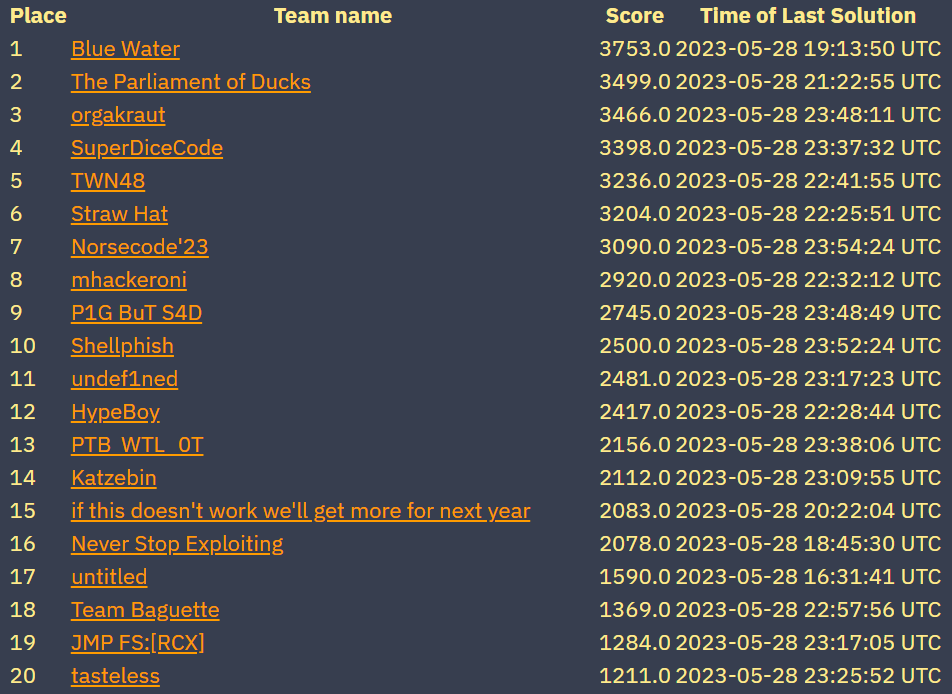 Place Team name Score Time of Last Solution
1 Blue Water 3753.0 2023-05-28 19:13:50 UTC
2 The Parliament of Ducks 3499.0 2023-05-28 21:22:55 UTC
3 orgakraut 3466.0 2023-05-28 23:48:11 UTC
4 SuperDiceCode 3398.0 2023-05-28 23:37:32 UTC
5 TWN48 3236.0 2023-05-28 22:41:55 UTC
6 Straw Hat 3204.0 2023-05-28 22:25:51 UTC
7 Norsecode'23 3090.0 2023-05-28 23:54:24 UTC
8 mhackeroni 2920.0 2023-05-28 22:32:12 UTC
9 P1G BuT S4D 2745.0 2023-05-28 23:48:49 UTC
10 Shellphish 2500.0 2023-05-28 23:52:24 UTC
11 undef1ned 2481.0 2023-05-28 23:17:23 UTC
12 HypeBoy 2417.0 2023-05-28 22:28:44 UTC
13 PTB_WTL_0T 2156.0 2023-05-28 23:38:06 UTC
14 Katzebin 2112.0 2023-05-28 23:09:55 UTC
15 if this doesn't work we'll get more for next year 2083.0 2023-05-28 20:22:04 UTC
16 Never Stop Exploiting 2078.0 2023-05-28 18:45:30 UTC
17 untitled 1590.0 2023-05-28 16:31:41 UTC
18 Team Baguette 1369.0 2023-05-28 22:57:56 UTC
19 JMP FS:[RCX] 1284.0 2023-05-28 23:17:05 UTC
20 tasteless 1211.0 2023-05-28 23:25:52 UTC